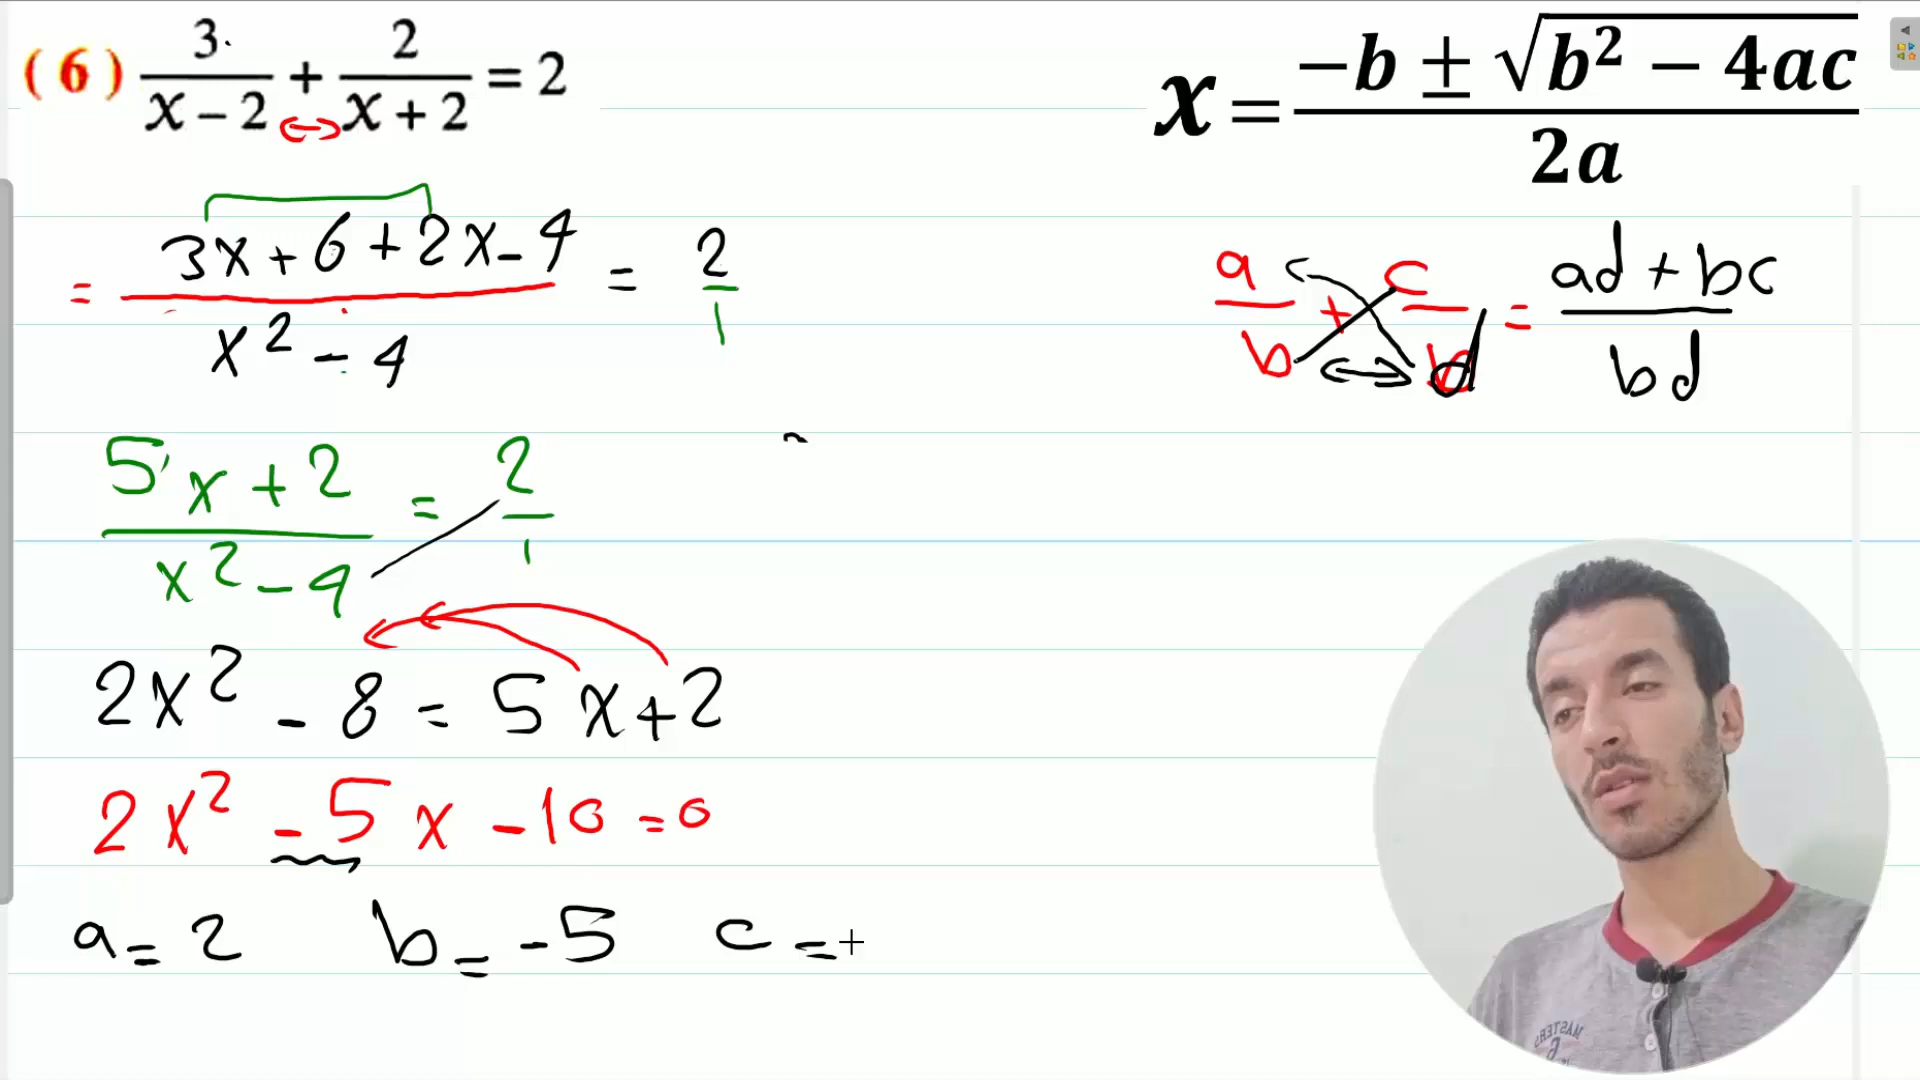 (6) 3/(x-2) + 2/(x+2) = 2
x = (-b ± √(b² - 4ac))/(2a)
= (3x + 6 + 2x - 4)/(x² - 4) = 2/1
a/b + c/d = (ad + bc)/(bd)
(5x + 2)/(x² - 4) = 2/1
2x² - 8 = 5x + 2
2x² - 5x - 10 = 0
a = 2 b = -5 c =
MASTERS